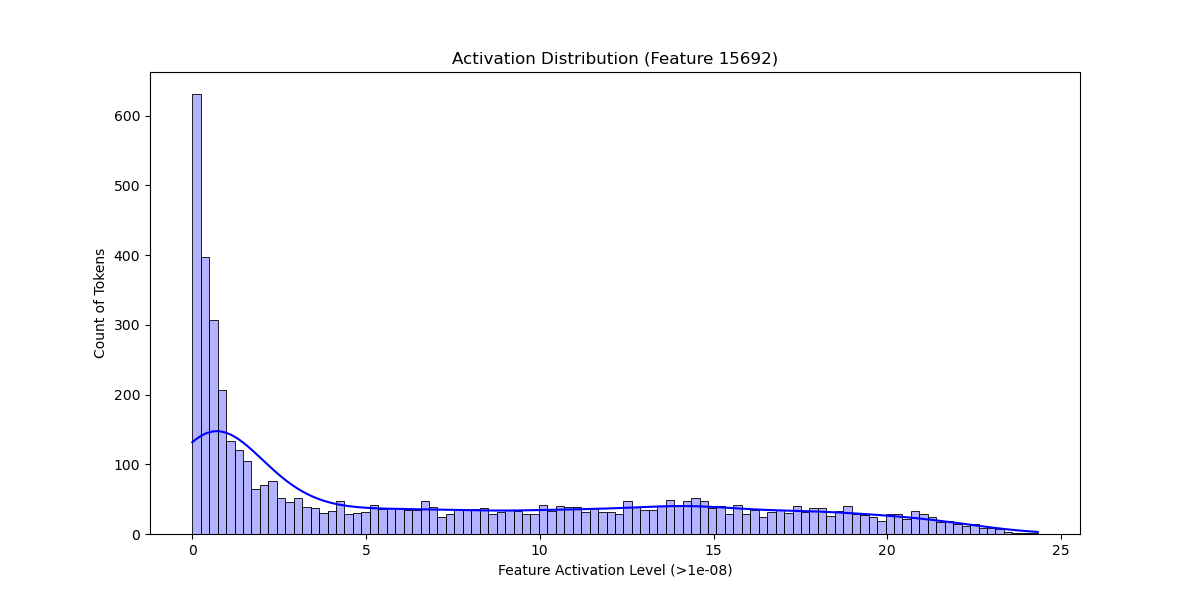 Activation Distribution (Feature 15692)
Count of Tokens
600
500
400
300
200
100
0
0 5 10 15 20 25
Feature Activation Level (>1e-08)